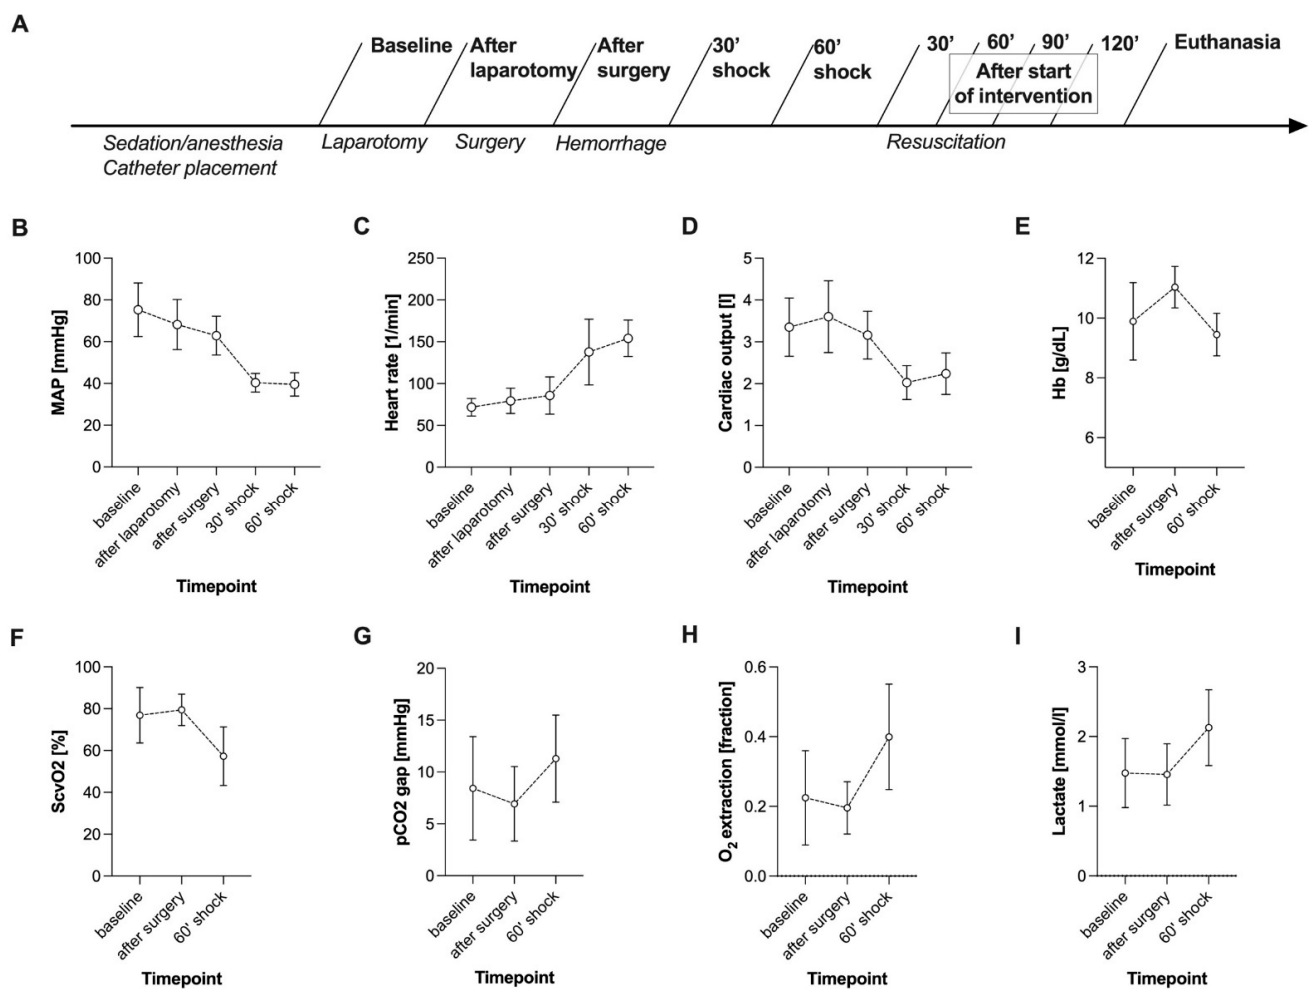 A
Baseline
After
laparotomy
After
surgery
30'
shock
60'
shock
30'
60'
90'
120'
After start
of intervention
Euthanasia
Sedation/anesthesia
Catheter placement
Laparotomy
Surgery
Hemorrhage
Resuscitation
B
MAP [mmHg]
100
80
60
40
20
0
baseline
after laparotomy
after surgery
30' shock
60' shock
Timepoint
C
Heart rate [1/min]
250
200
150
100
50
0
baseline
after laparotomy
after surgery
30' shock
60' shock
Timepoint
D
Cardiac output [l]
5
4
3
2
1
0
baseline
after laparotomy
after surgery
30' shock
60' shock
Timepoint
E
Hb [g/dL]
12
10
8
6
baseline
after surgery
60' shock
Timepoint
F
ScvO2 [%]
100
80
60
40
20
0
baseline
after surgery
60' shock
Timepoint
G
pCO2 gap [mmHg]
20
15
10
5
0
baseline
after surgery
60' shock
Timepoint
H
O2 extraction [fraction]
0.6
0.4
0.2
0.0
baseline
after surgery
60' shock
Timepoint
I
Lactate [mmol/l]
3
2
1
0
baseline
after surgery
60' shock
Timepoint